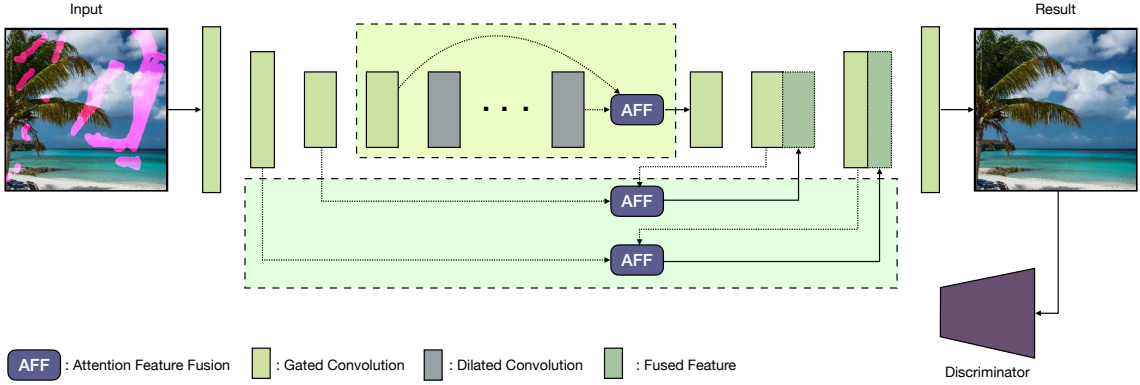 Input
Result
AFF
AFF
AFF
Discriminator
AFF : Attention Feature Fusion : Gated Convolution : Dilated Convolution : Fused Feature